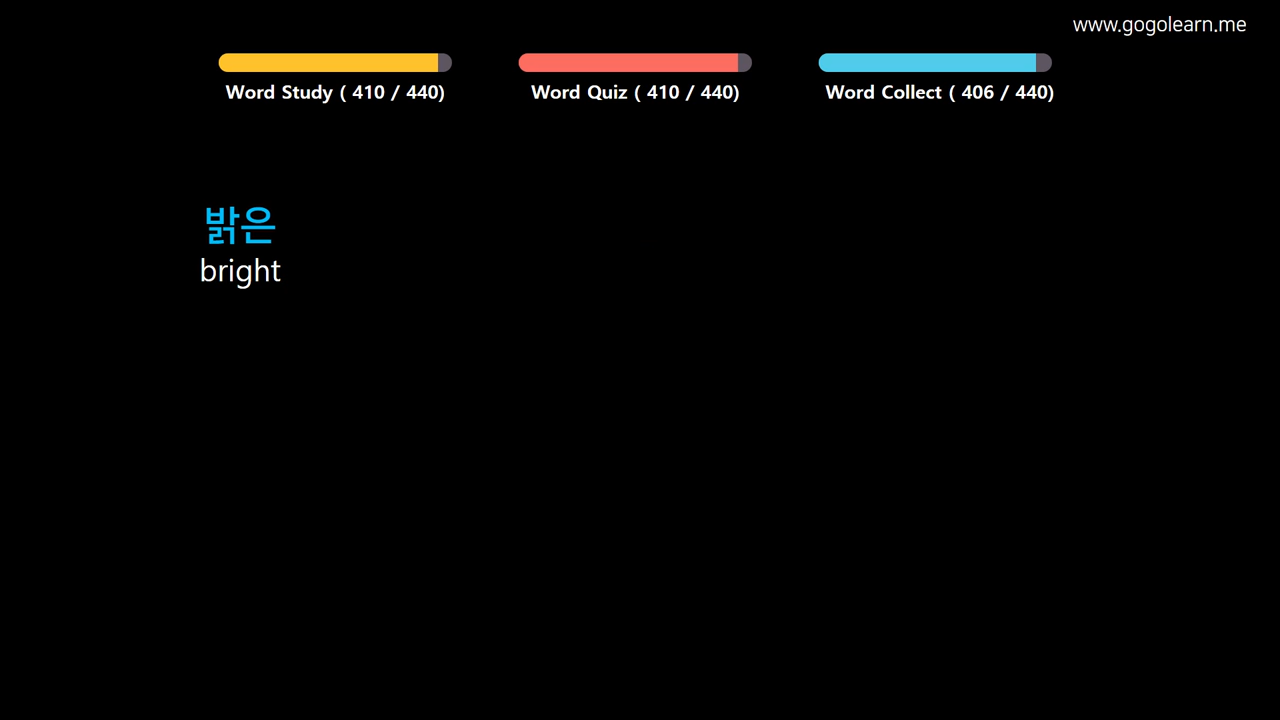 www.gogolearn.me
Word Study ( 410 / 440)
Word Quiz ( 410 / 440)
Word Collect ( 406 / 440)
밝은
bright